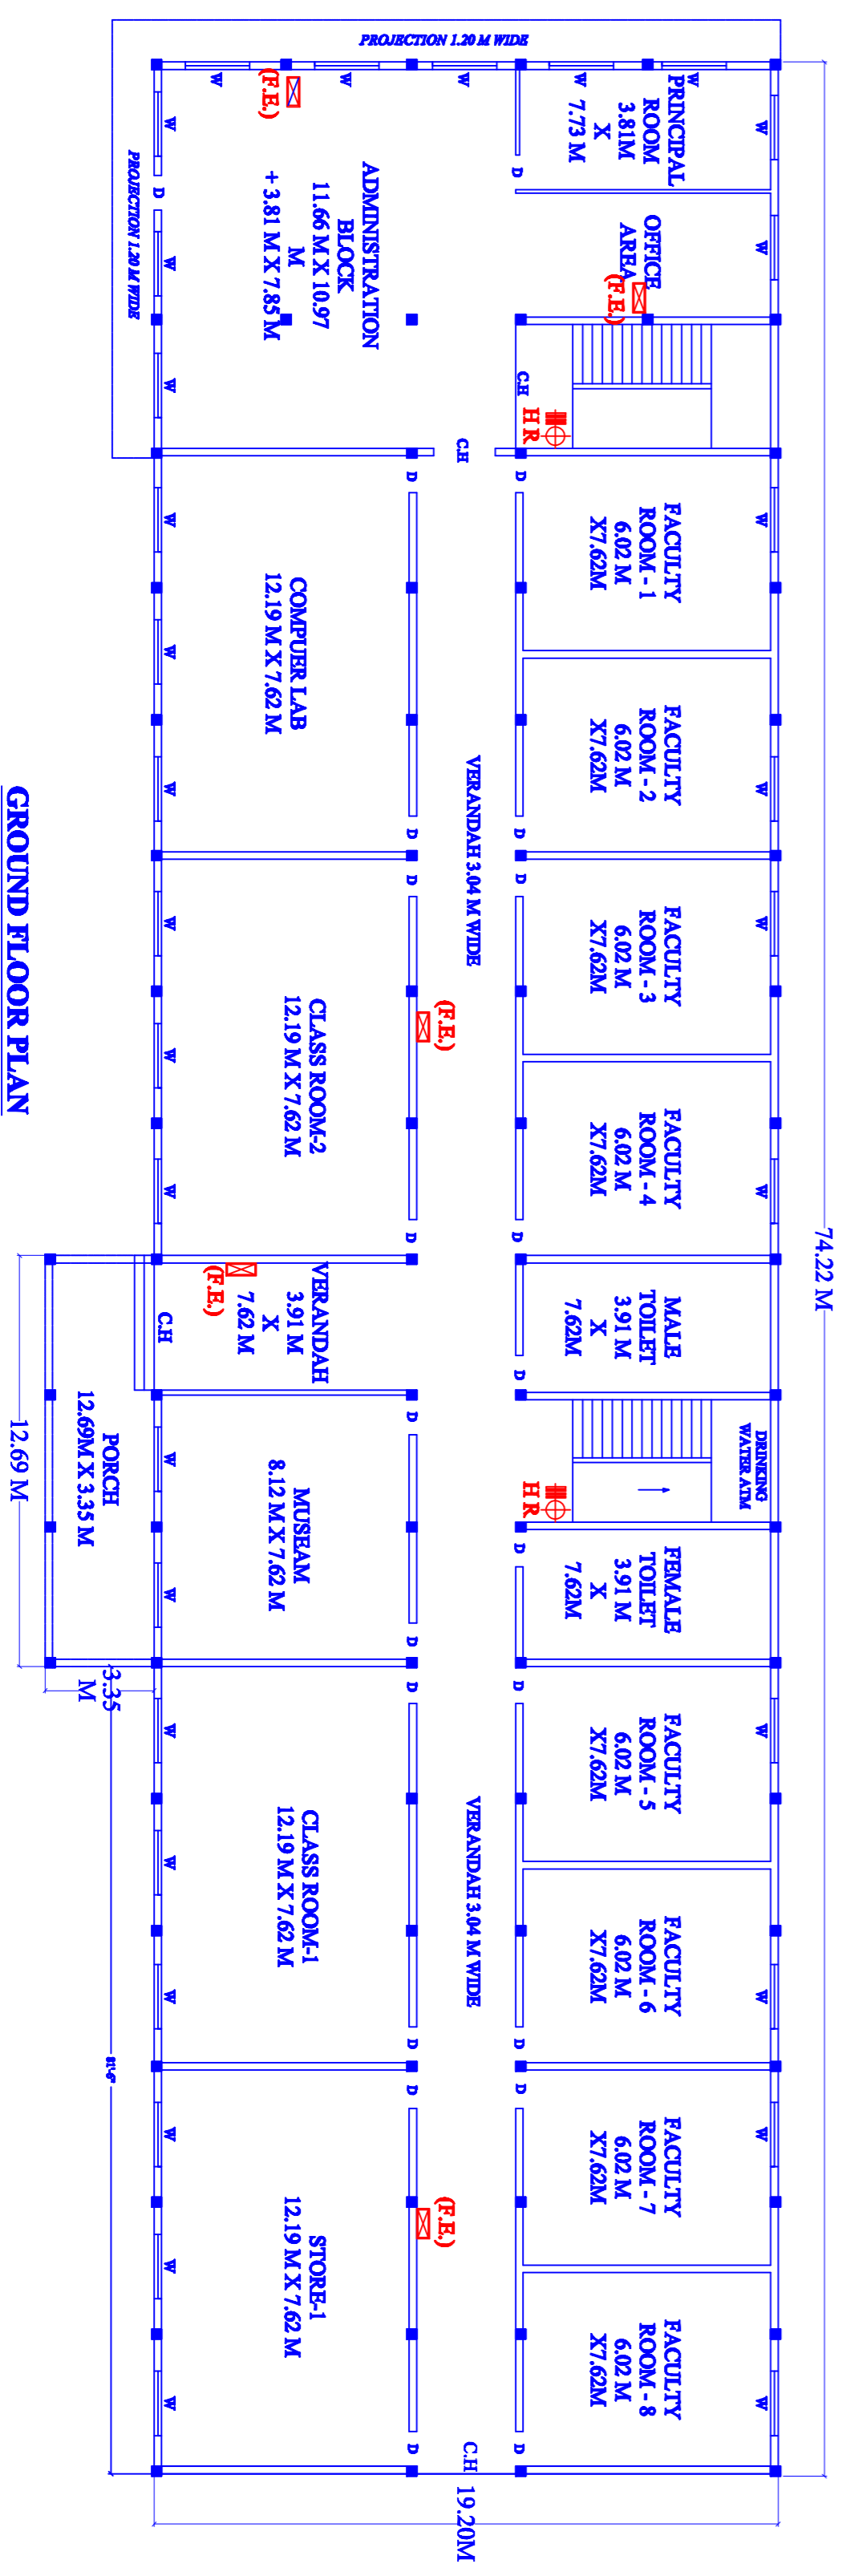 74.22 M
W
W
W
W
W
W
W
W
W
W
PROJECTION 1.20 M WIDE
W
W
W
W
W
PRINCIPAL
ROOM
3.81M
X
7.73 M
D
OFFICE
AREA
(F.E.)
C.H
H R
FACULTY
ROOM - 1
6.02 M
X7.62M
FACULTY
ROOM - 2
6.02 M
X7.62M
FACULTY
ROOM - 3
6.02 M
X7.62M
FACULTY
ROOM - 4
6.02 M
X7.62M
MALE
TOILET
3.91 M
X
7.62M
DRINKING
WATER ATM
H R
FEMALE
TOILET
3.91 M
X
7.62M
FACULTY
ROOM - 5
6.02 M
X7.62M
FACULTY
ROOM - 6
6.02 M
X7.62M
FACULTY
ROOM - 7
6.02 M
X7.62M
FACULTY
ROOM - 8
6.02 M
X7.62M
D
D
D
D
D
D
D
D
D
C.H
VERANDAH 3.04 M WIDE
VERANDAH 3.04 M WIDE
C.H
19.20M
(F.E.)
(F.E.)
D
D
D
D
D
D
D
D
D
D
ADMINISTRATION
BLOCK
11.66 M X 10.97
M
+ 3.81 M X 7.85 M
(F.E.)
COMPUER LAB
12.19 M X 7.62 M
CLASS ROOM-2
12.19 M X 7.62 M
VERANDAH
3.91 M
X
7.62 M
(F.E.)
MUSEAM
8.12 M X 7.62 M
CLASS ROOM-1
12.19 M X 7.62 M
STORE-1
12.19 M X 7.62 M
W
D
W
W
W
W
W
W
W
W
C.H
W
W
W
W
W
W
W
W
PROJECTION 1.20 M WIDE
PORCH
12.69M X 3.35 M
3.35
M
81'-6"
12.69 M
GROUND FLOOR PLAN